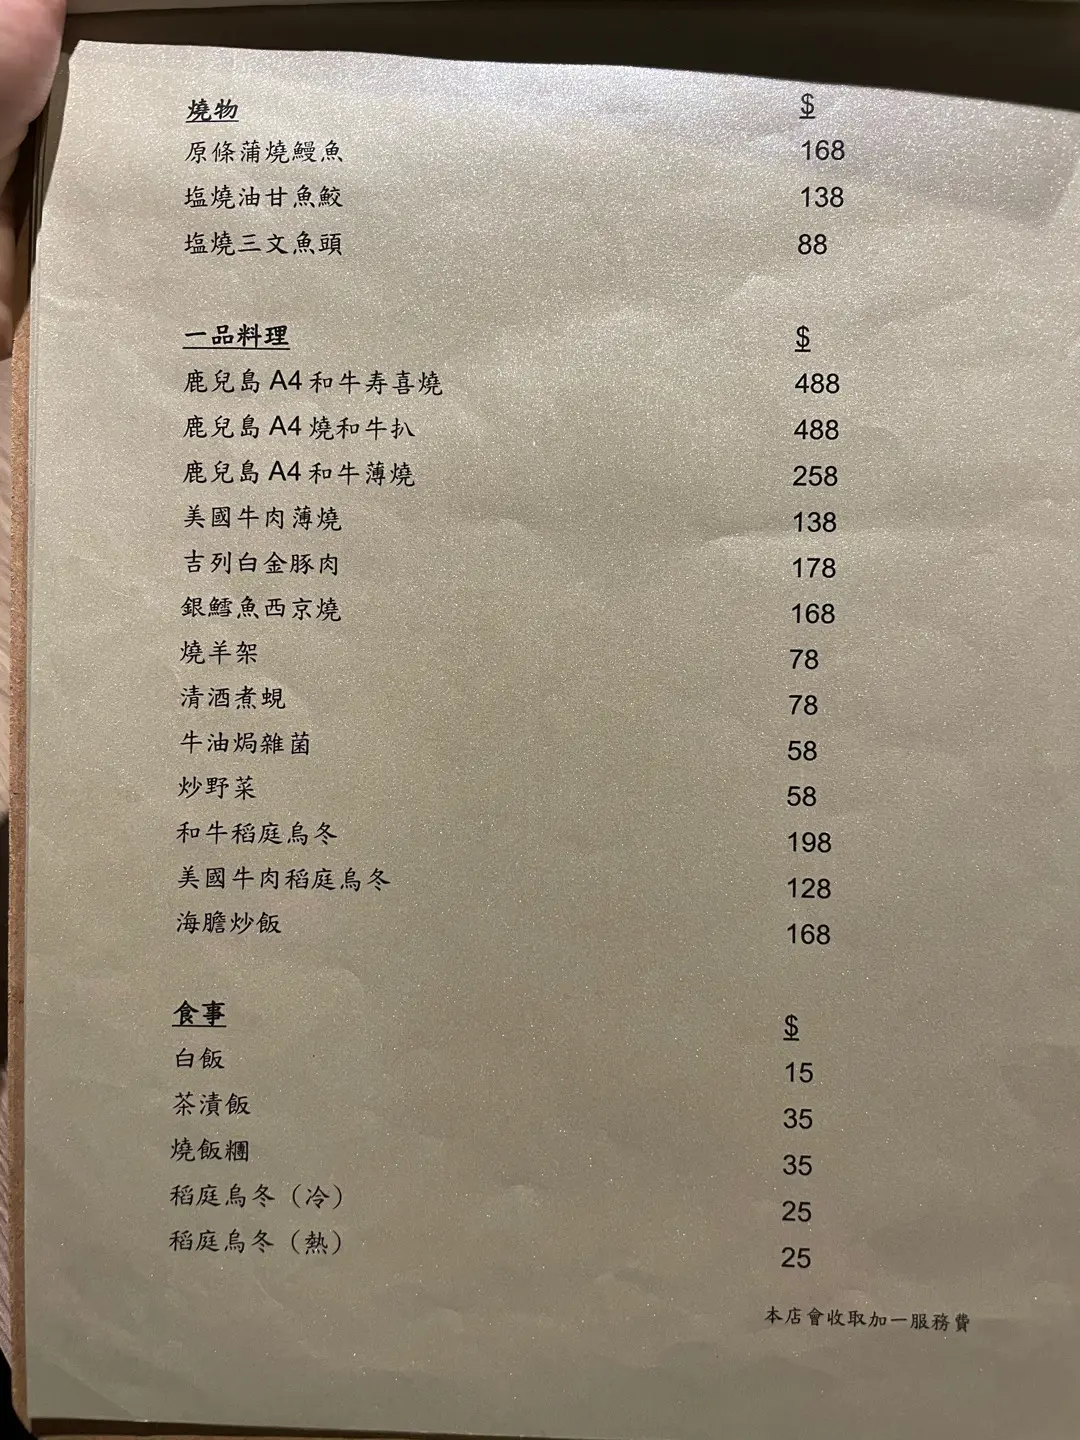 燒物 $
原條蒲燒鰻魚 168
塩燒油甘魚鮫 138
塩燒三文魚頭 88
一品料理 $
鹿兒島 A4 和牛寿喜燒 488
鹿兒島 A4 燒和牛扒 488
鹿兒島 A4 和牛薄燒 258
美國牛肉薄燒 138
吉列白金豚肉 178
銀鱈魚西京燒 168
燒羊架 78
清酒煮蜆 78
牛油焗雜菌 58
炒野菜 58
和牛稻庭烏冬 198
美國牛肉稻庭烏冬 128
海膽炒飯 168
食事 $
白飯 15
茶漬飯 35
燒飯糰 35
稻庭烏冬（冷） 25
稻庭烏冬（熱） 25
本店會收取加一服務費